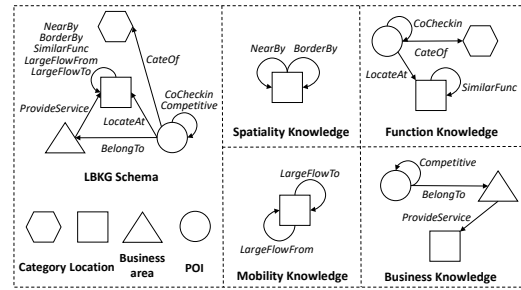 NearBy
BorderBy
SimilarFunc
LargeFlowFrom
LargeFlowTo
CateOf
CoCheckin
Competitive
ProvideService
LocateAt
BelongTo
LBKG Schema
Category
Location
Business
area
POI
NearBy
BorderBy
Spatiality Knowledge
CoCheckin
CateOf
LocateAt
SimilarFunc
Function Knowledge
LargeFlowTo
LargeFlowFrom
Mobility Knowledge
Competitive
BelongTo
ProvideService
Business Knowledge